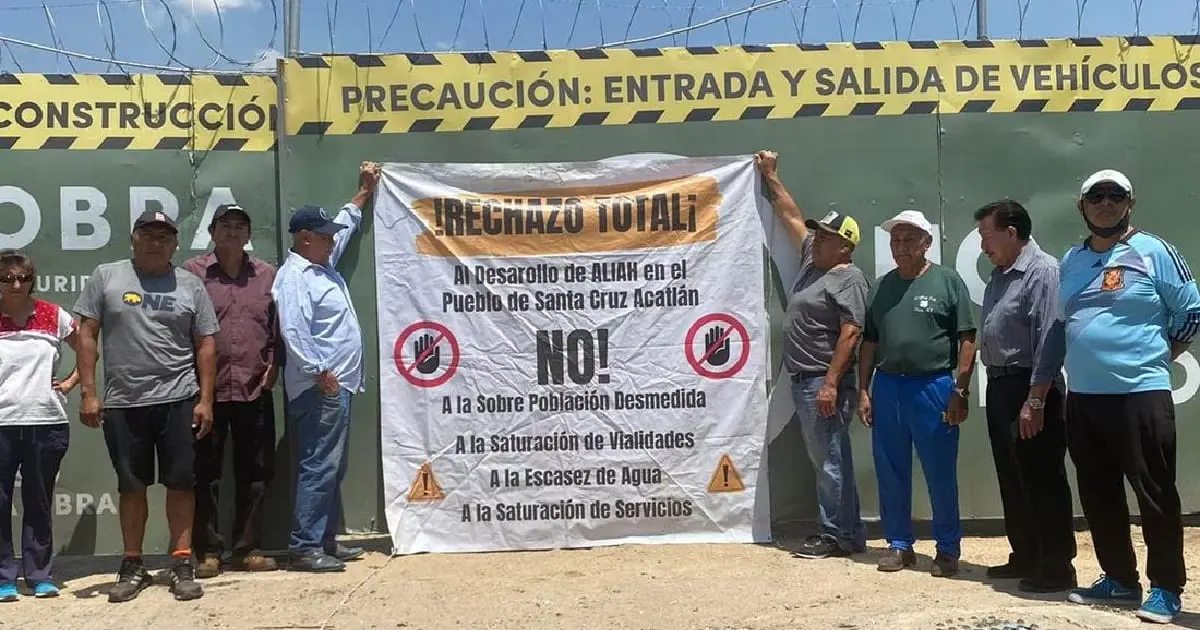 CONSTRUCCIÓN
PRECAUCIÓN: ENTRADA Y SALIDA DE VEHÍCULOS
OBRA
!RECHAZO TOTAL¡
Al Desarollo de ALIAH en el
Pueblo de Santa Cruz Acatlán
NO!
A la Sobre Población Desmedida
A la Saturación de Vialidades
A la Escasez de Agua
A la Saturación de Servicios
ONE
OBRA